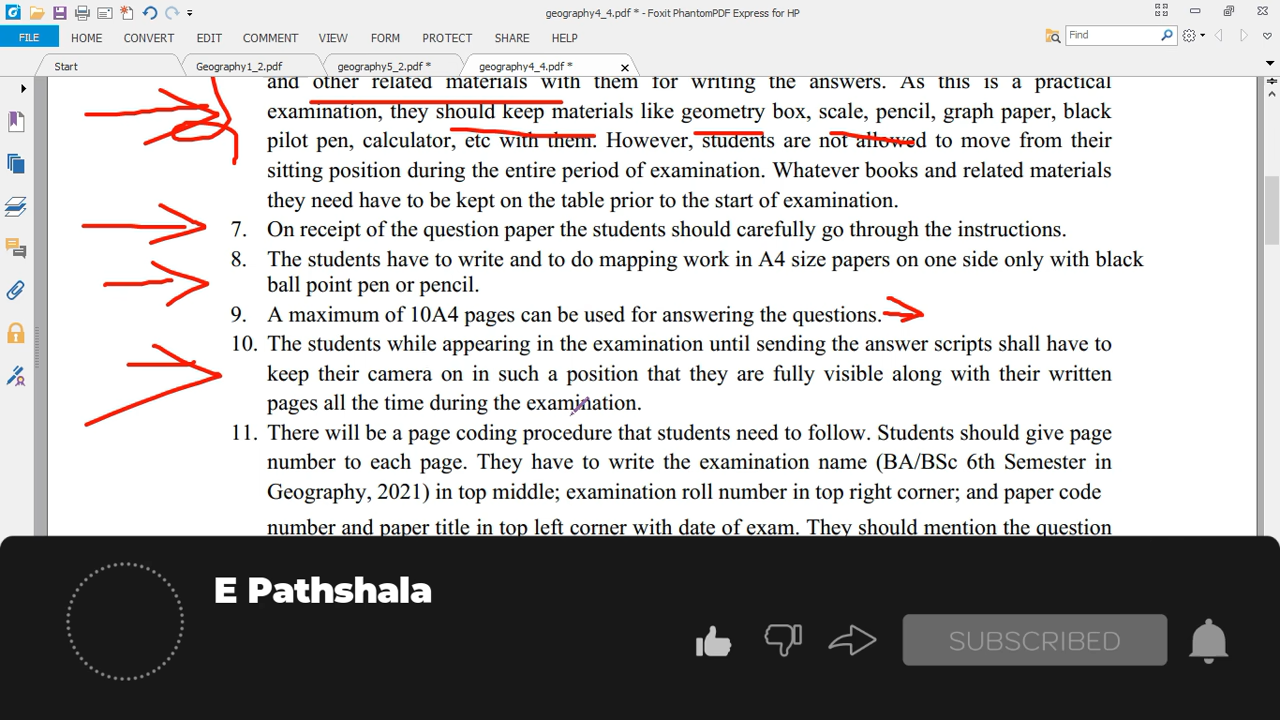 geography4_4.pdf * - Foxit PhantomPDF Express for HP
FILE HOME CONVERT EDIT COMMENT VIEW FORM PROTECT SHARE HELP
Find
Start Geography1_2.pdf geography5_2.pdf * geography4_4.pdf *
and other related materials with them for writing the answers. As this is a practical
examination, they should keep materials like geometry box, scale, pencil, graph paper, black
pilot pen, calculator, etc with them. However, students are not allowed to move from their
sitting position during the entire period of examination. Whatever books and related materials
they need have to be kept on the table prior to the start of examination.
7. On receipt of the question paper the students should carefully go through the instructions.
8. The students have to write and to do mapping work in A4 size papers on one side only with black
ball point pen or pencil.
9. A maximum of 10A4 pages can be used for answering the questions.
10. The students while appearing in the examination until sending the answer scripts shall have to
keep their camera on in such a position that they are fully visible along with their written
pages all the time during the examination.
11. There will be a page coding procedure that students need to follow. Students should give page
number to each page. They have to write the examination name (BA/BSc 6th Semester in
Geography, 2021) in top middle; examination roll number in top right corner; and paper code
number and paper title in top left corner with date of exam. They should mention the question
E Pathshala
SUBSCRIBED